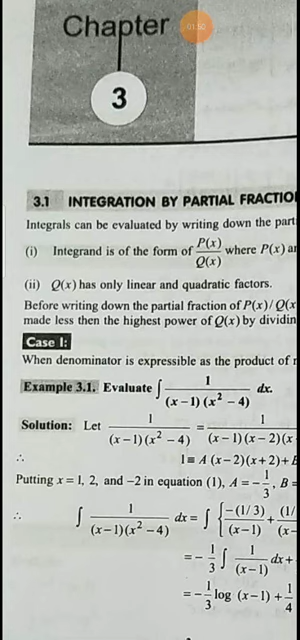 Chapter
01:50
3
3.1 INTEGRATION BY PARTIAL
Integrals can be evaluated by writing down the
(i) Integrand is of the form of P(x)/Q(x) where P(x)
(ii) Q(x) has only linear and quadratic factors.
Before writing down the partial fraction of P(x)/Q(x
made less then the highest power of Q(x) by
Case I:
When denominator is expressible as the product of
Example 3.1. Evaluate ∫ 1/((x−1)(x² −4)) dx.
Solution: Let 1/((x−1)(x² −4)) = 1/((x−1)(x−2)(x
∴ 1≡ A (x−2)(x+2)+
Putting x = 1, 2, and −2 in equation (1), A = −1/3, B =
∴ ∫ 1/((x−1)(x² −4)) dx = ∫ { −(1/3)/(x−1) + (1/ /(x−
= −1/3 ∫ 1/(x−1) dx +
= −1/3 log (x−1) + 1/4